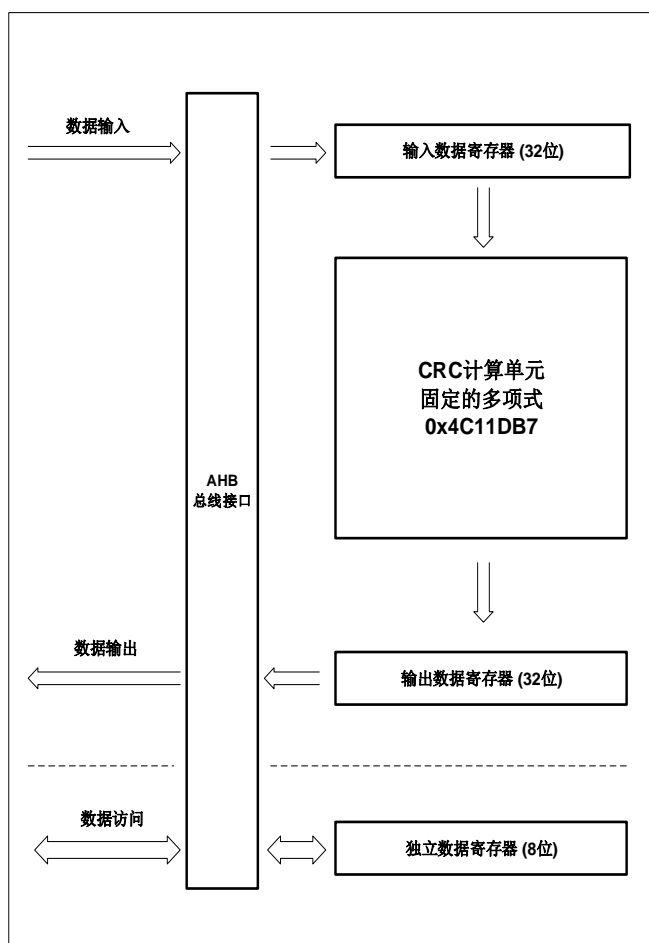 数据输入
输入数据寄存器 (32位)
CRC计算单元
固定的多项式
0x4C11DB7
AHB
总线接口
数据输出
输出数据寄存器 (32位)
数据访问
独立数据寄存器 (8位)